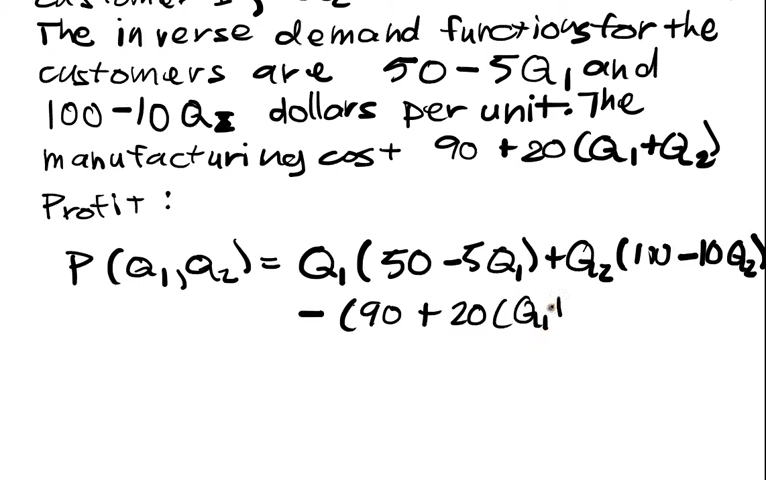 The inverse demand functions for the
customers are 50-5Q₁ and
100-10Q₂ dollars per unit. The
manufacturing cost 90 +20(Q₁+Q₂)
Profit :
P(Q₁,Q₂) = Q₁(50-5Q₁)+Q₂(100-10Q₂)
-(90 + 20(Q₁